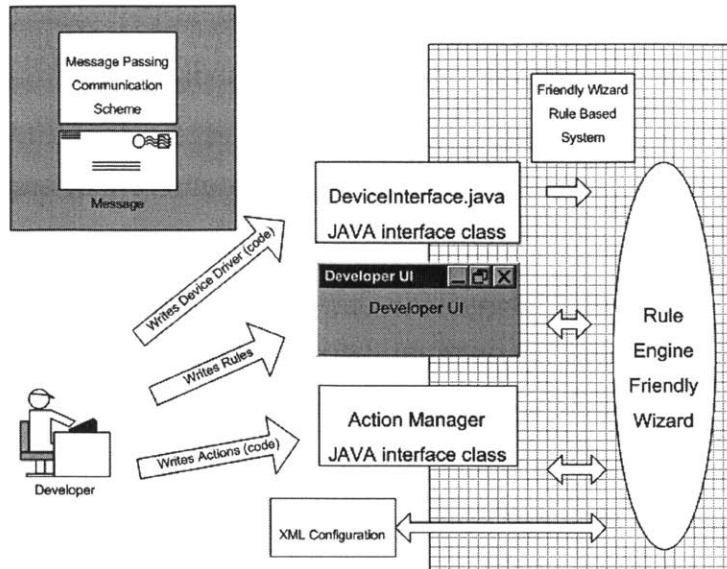 Message Passing
Communication
Scheme
Message
Friendly Wizard
Rule Based
System
DeviceInterface.java
JAVA interface class
Writes Device Driver (code)
Developer UI
Developer UI
Writes Rules
Rule
Engine
Friendly
Wizard
Action Manager
JAVA interface class
Writes Actions (code)
Developer
XML Configuration